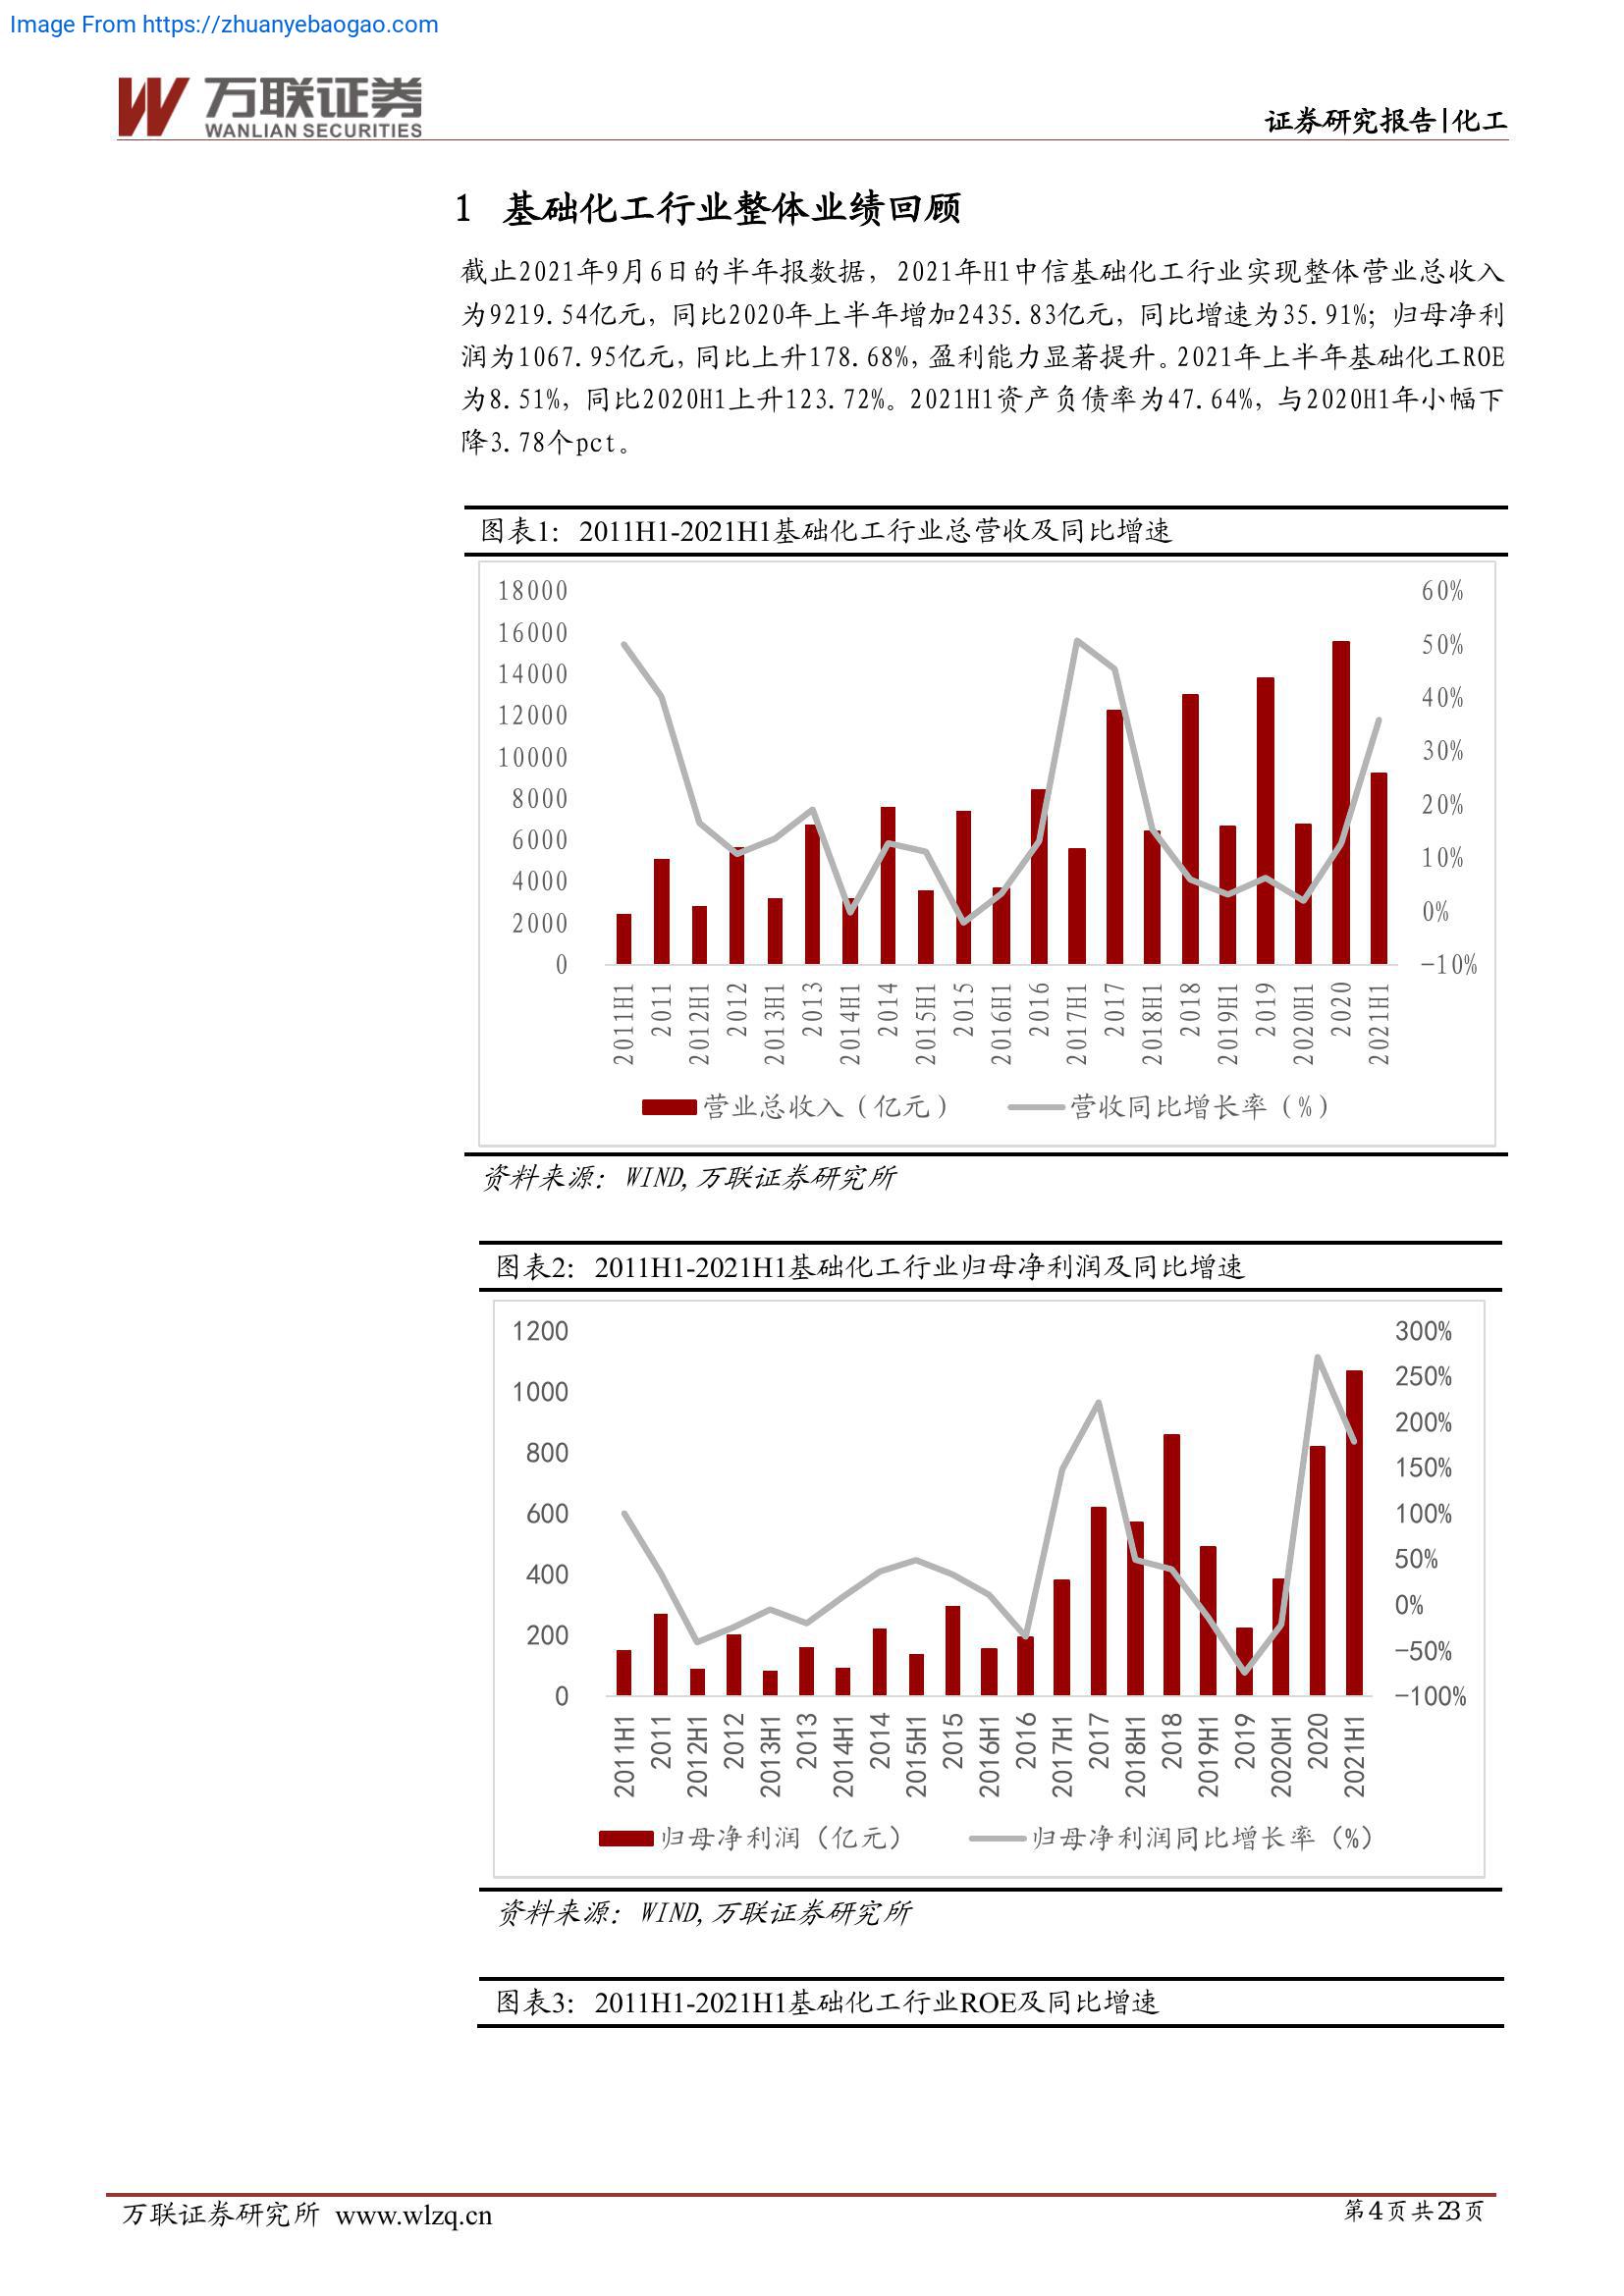 Image From https://zhuanyebaogao.com
万联证券
WANLIAN SECURITIES
证券研究报告|化工
1 基础化工行业整体业绩回顾
截止2021年9月6日的半年报数据，2021年H1中信基础化工行业实现整体营业总收入
为9219.54亿元，同比2020年上半年增加2435.83亿元，同比增速为35.91%；归母净利
润为1067.95亿元，同比上升178.68%，盈利能力显著提升。2021年上半年基础化工ROE
为8.51%，同比2020H1上升123.72%。2021H1资产负债率为47.64%，与2020H1年小幅下
降3.78个pct。
图表1：2011H1-2021H1基础化工行业总营收及同比增速
18000
16000
14000
12000
10000
8000
6000
4000
2000
0
60%
50%
40%
30%
20%
10%
0%
-10%
2011H1
2011
2012H1
2012
2013H1
2013
2014H1
2014
2015H1
2015
2016H1
2016
2017H1
2017
2018H1
2018
2019H1
2019
2020H1
2020
2021H1
营业总收入（亿元）
营收同比增长率（%）
资料来源：WIND,万联证券研究所
图表2：2011H1-2021H1基础化工行业归母净利润及同比增速
1200
1000
800
600
400
200
0
300%
250%
200%
150%
100%
50%
0%
-50%
-100%
2011H1
2011
2012H1
2012
2013H1
2013
2014H1
2014
2015H1
2015
2016H1
2016
2017H1
2017
2018H1
2018
2019H1
2019
2020H1
2020
2021H1
归母净利润（亿元）
归母净利润同比增长率（%）
资料来源：WIND,万联证券研究所
图表3：2011H1-2021H1基础化工行业ROE及同比增速
万联证券研究所 www.wlzq.cn
第4页共23页